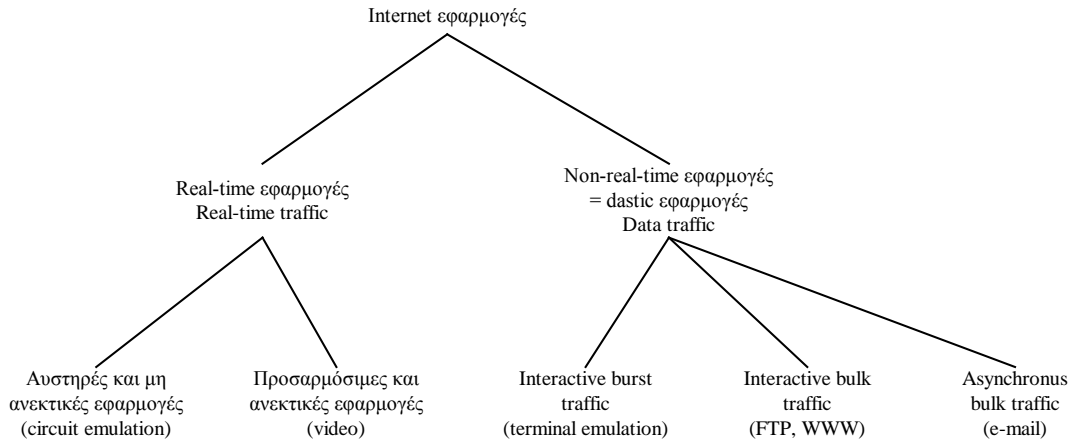 Internet εφαρμογές
Real-time εφαρμογές
Real-time traffic
Non-real-time εφαρμογές
= dastic εφαρμογές
Data traffic
Αυστηρές και μη
ανεκτικές εφαρμογές
(circuit emulation)
Προσαρμόσιμες και
ανεκτικές εφαρμογές
(video)
Interactive burst
traffic
(terminal emulation)
Interactive bulk
traffic
(FTP, WWW)
Asynchronus
bulk traffic
(e-mail)